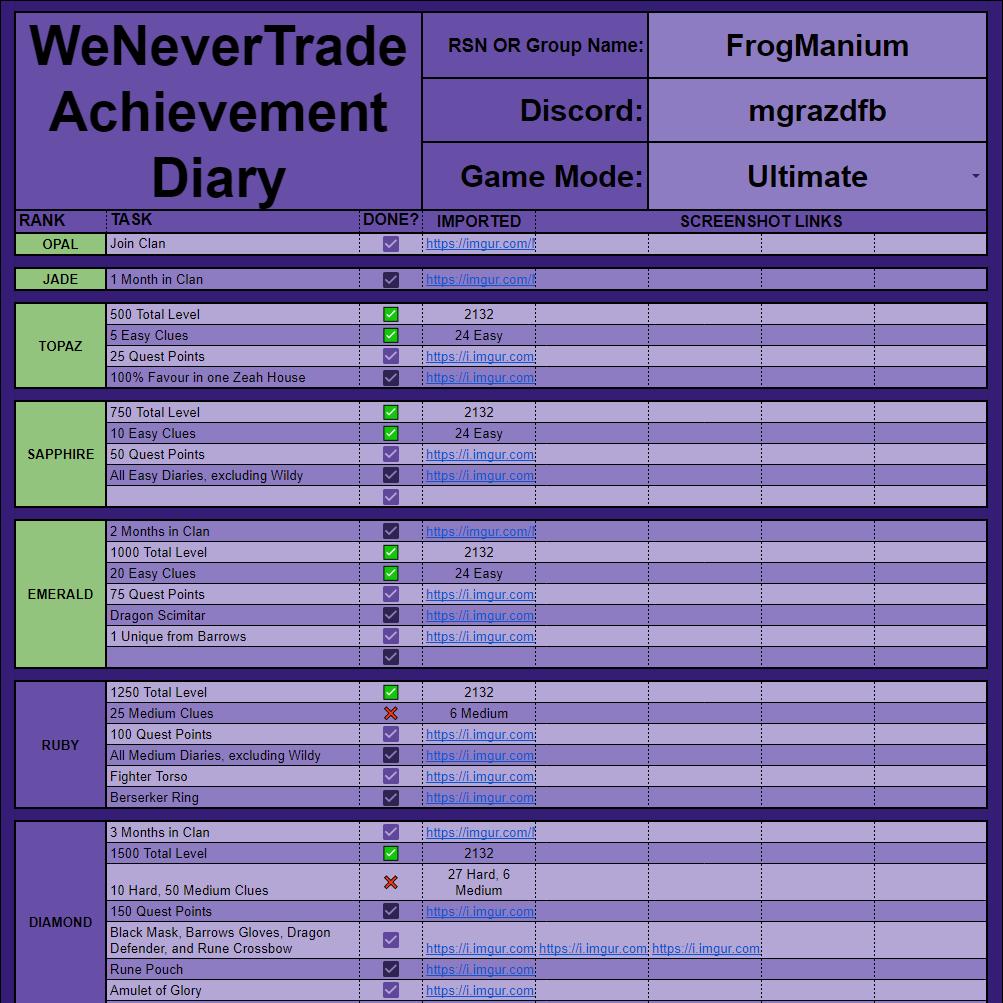 WeNeverTrade
Achievement
Diary
RSN OR Group Name:
FrogManium
Discord:
mgrazdfb
Game Mode:
Ultimate
RANK TASK DONE? IMPORTED SCREENSHOT LINKS
OPAL
Join Clan https://imgur.com/
JADE
1 Month in Clan https://imgur.com/
TOPAZ
500 Total Level 2132
5 Easy Clues 24 Easy
25 Quest Points https://i.imgur.com
100% Favour in one Zeah House https://i.imgur.com
SAPPHIRE
750 Total Level 2132
10 Easy Clues 24 Easy
50 Quest Points https://i.imgur.com
All Easy Diaries, excluding Wildy https://i.imgur.com
EMERALD
2 Months in Clan https://imgur.com/
1000 Total Level 2132
20 Easy Clues 24 Easy
75 Quest Points https://i.imgur.com
Dragon Scimitar https://i.imgur.com
1 Unique from Barrows https://i.imgur.com
RUBY
1250 Total Level 2132
25 Medium Clues 6 Medium
100 Quest Points https://i.imgur.com
All Medium Diaries, excluding Wildy https://i.imgur.com
Fighter Torso https://i.imgur.com
Berserker Ring https://i.imgur.com
DIAMOND
3 Months in Clan https://imgur.com/
1500 Total Level 2132
10 Hard, 50 Medium Clues
27 Hard, 6
Medium
150 Quest Points https://i.imgur.com
Black Mask, Barrows Gloves, Dragon
Defender, and Rune Crossbow https://i.imgur.com https://i.imgur.com https://i.imgur.com
Rune Pouch https://i.imgur.com
Amulet of Glory https://i.imgur.com